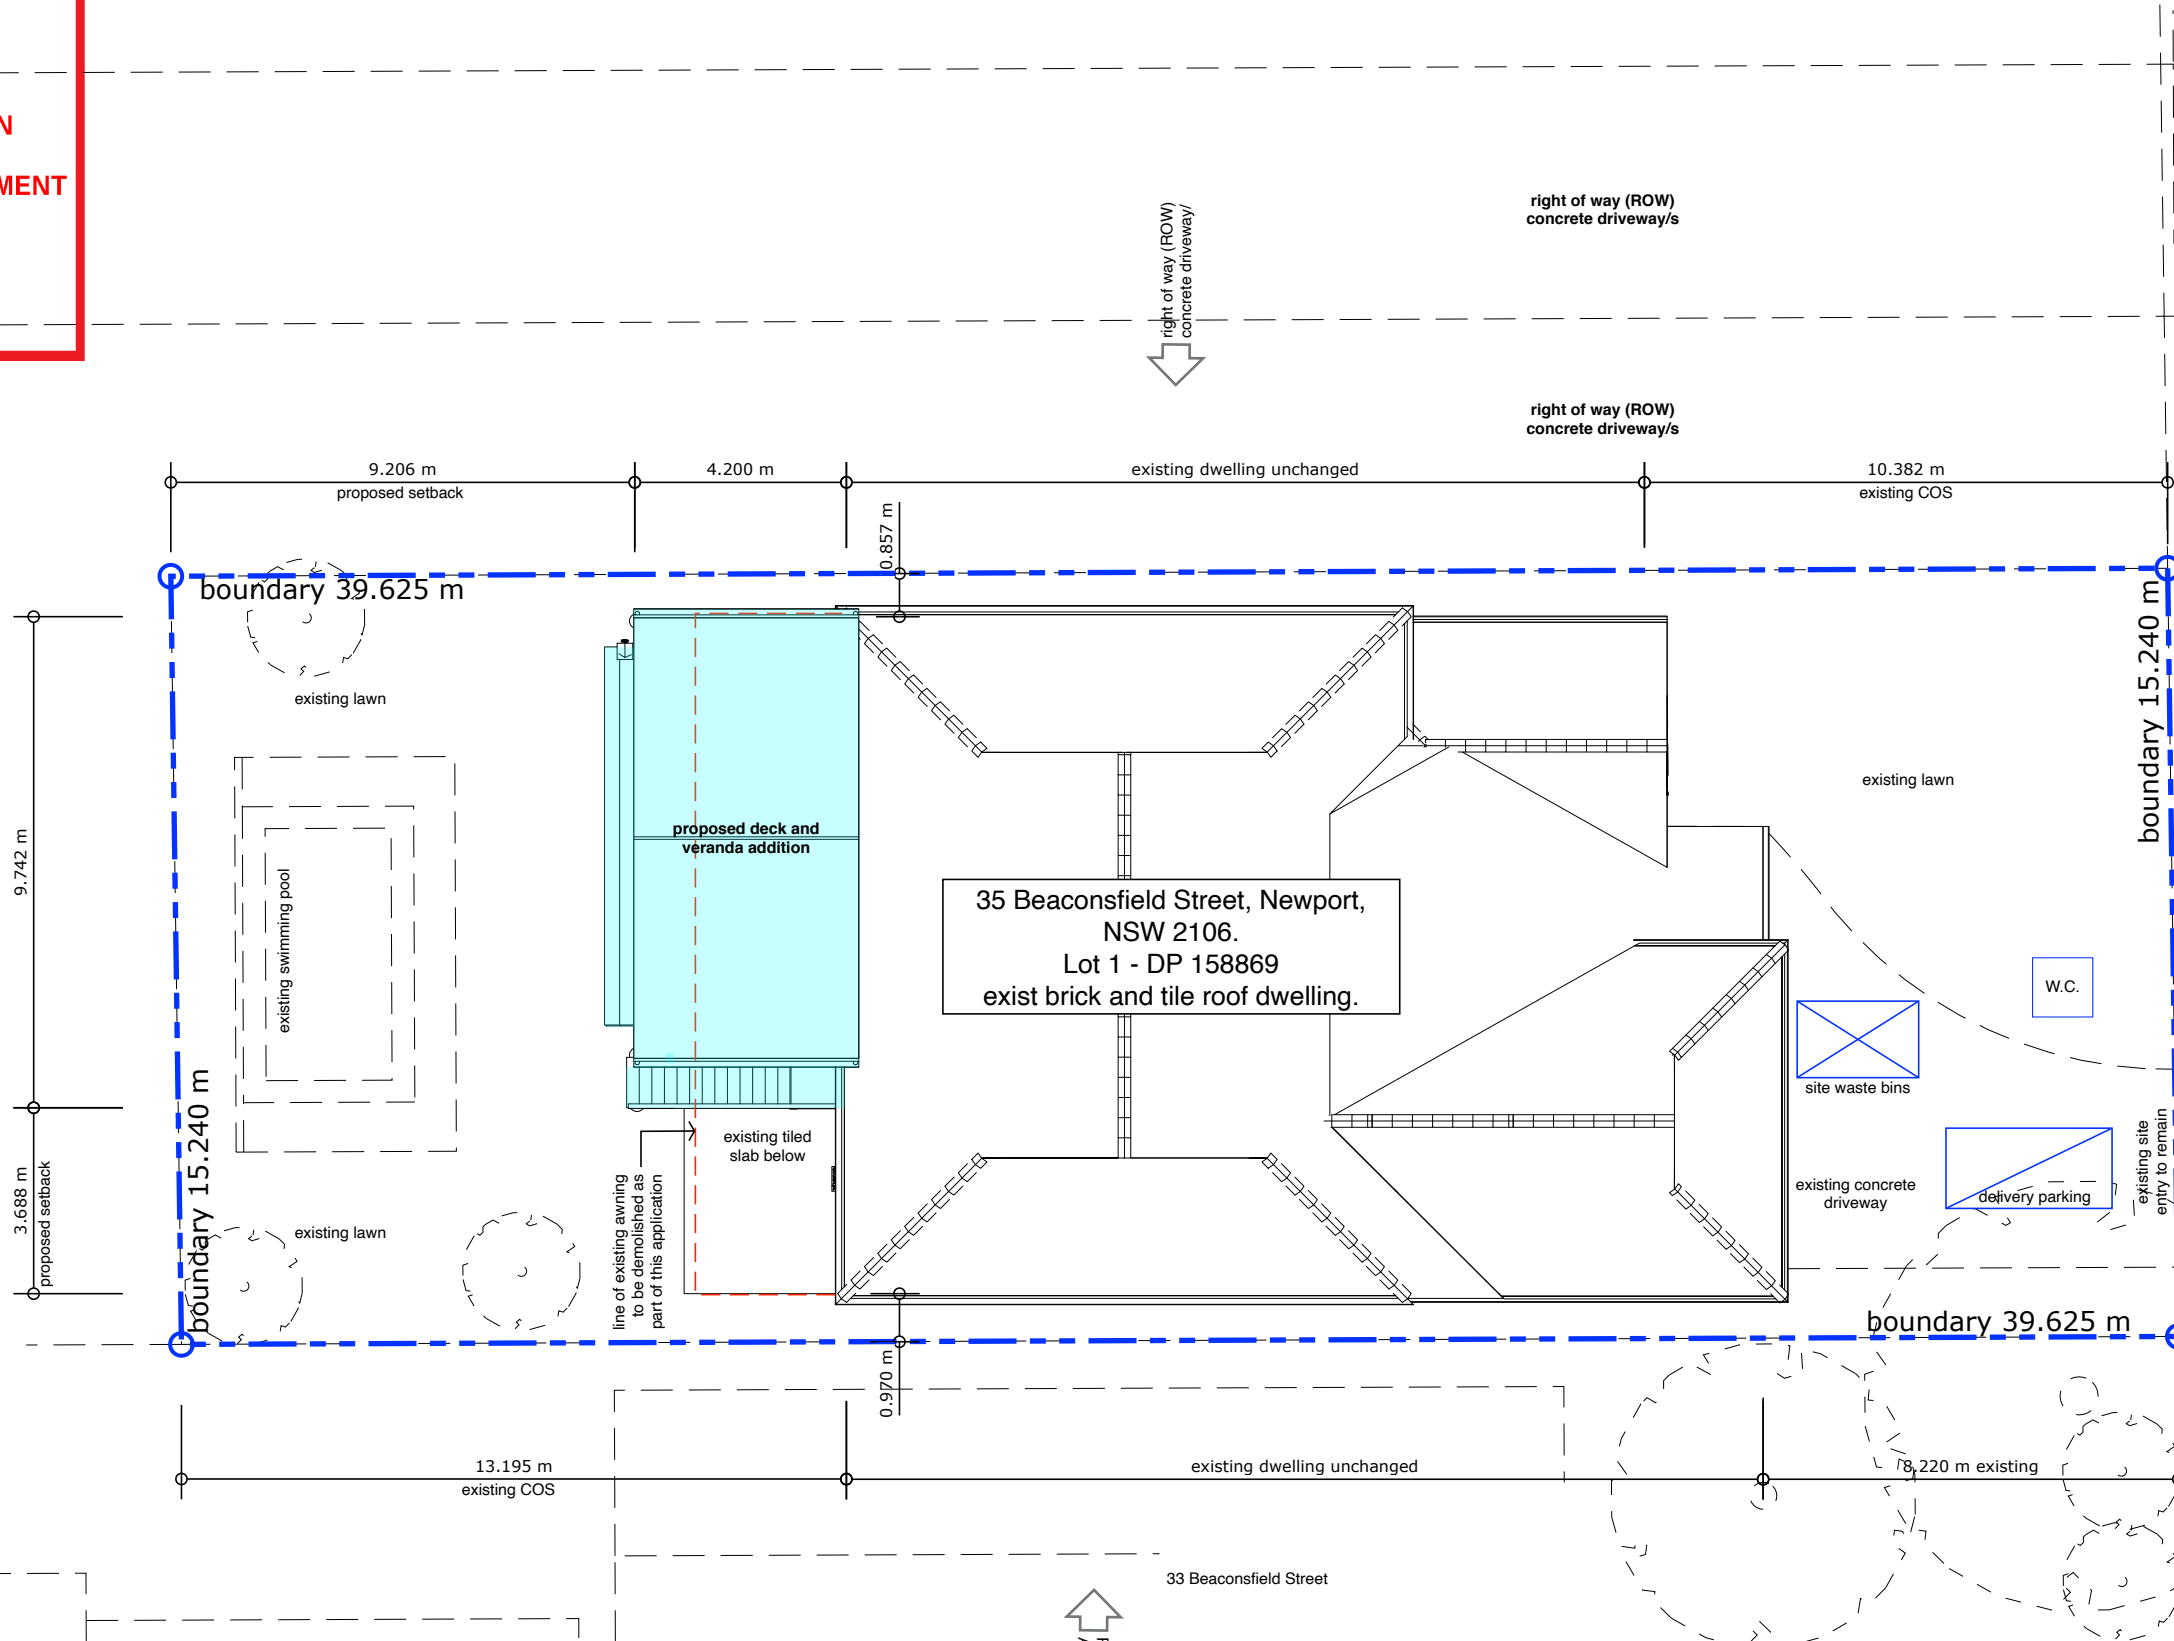 N
MENT
right of way (ROW)
concrete driveway/s
right of way (ROW)
concrete driveway/
right of way (ROW)
concrete driveway/s
9.206 m
proposed setback
4.200 m
existing dwelling unchanged
10.382 m
existing COS
0.857 m
boundary 39.625 m
boundary 15.240 m
existing lawn
existing lawn
9.742 m
existing swimming pool
proposed deck and
veranda addition
35 Beaconsfield Street, Newport,
NSW 2106.
Lot 1 - DP 158869
exist brick and tile roof dwelling.
W.C.
site waste bins
boundary 15.240 m
3.688 m
proposed setback
existing lawn
line of existing awning
to be demolished as
part of this application
existing tiled
slab below
existing concrete
driveway
delivery parking
existing site
entry to remain
boundary 39.625 m
0.970 m
13.195 m
existing COS
existing dwelling unchanged
8.220 m existing
33 Beaconsfield Street